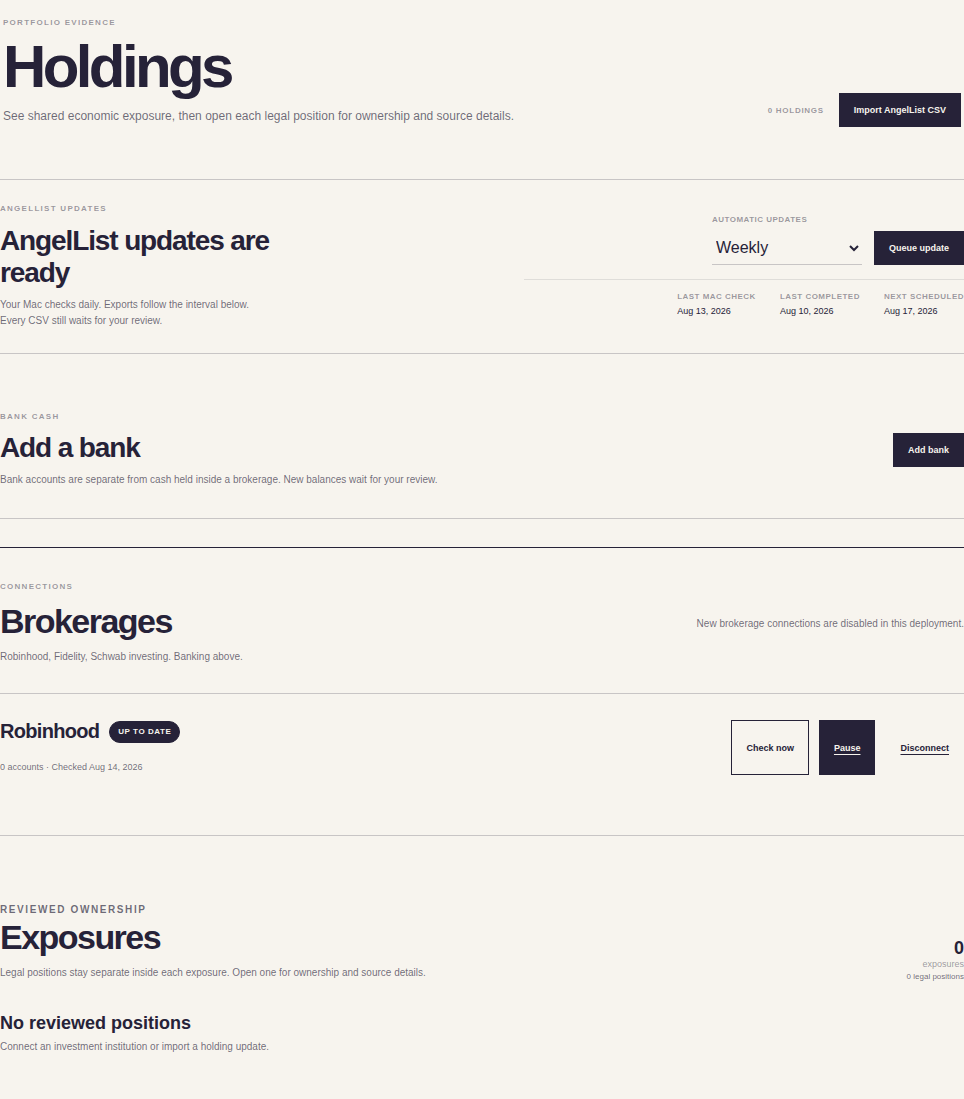 PORTFOLIO EVIDENCE
Holdings
See shared economic exposure, then open each legal position for ownership and source details.
0 HOLDINGS
Import AngelList CSV
ANGELLIST UPDATES
AngelList updates are
ready
Your Mac checks daily. Exports follow the interval below.
Every CSV still waits for your review.
AUTOMATIC UPDATES
Weekly
Queue update
LAST MAC CHECK
Aug 13, 2026
LAST COMPLETED
Aug 10, 2026
NEXT SCHEDULED
Aug 17, 2026
BANK CASH
Add a bank
Bank accounts are separate from cash held inside a brokerage. New balances wait for your review.
Add bank
CONNECTIONS
Brokerages
Robinhood, Fidelity, Schwab investing. Banking above.
New brokerage connections are disabled in this deployment.
Robinhood
UP TO DATE
0 accounts · Checked Aug 14, 2026
Check now
Pause
Disconnect
REVIEWED OWNERSHIP
Exposures
Legal positions stay separate inside each exposure. Open one for ownership and source details.
0
exposures
0 legal positions
No reviewed positions
Connect an investment institution or import a holding update.